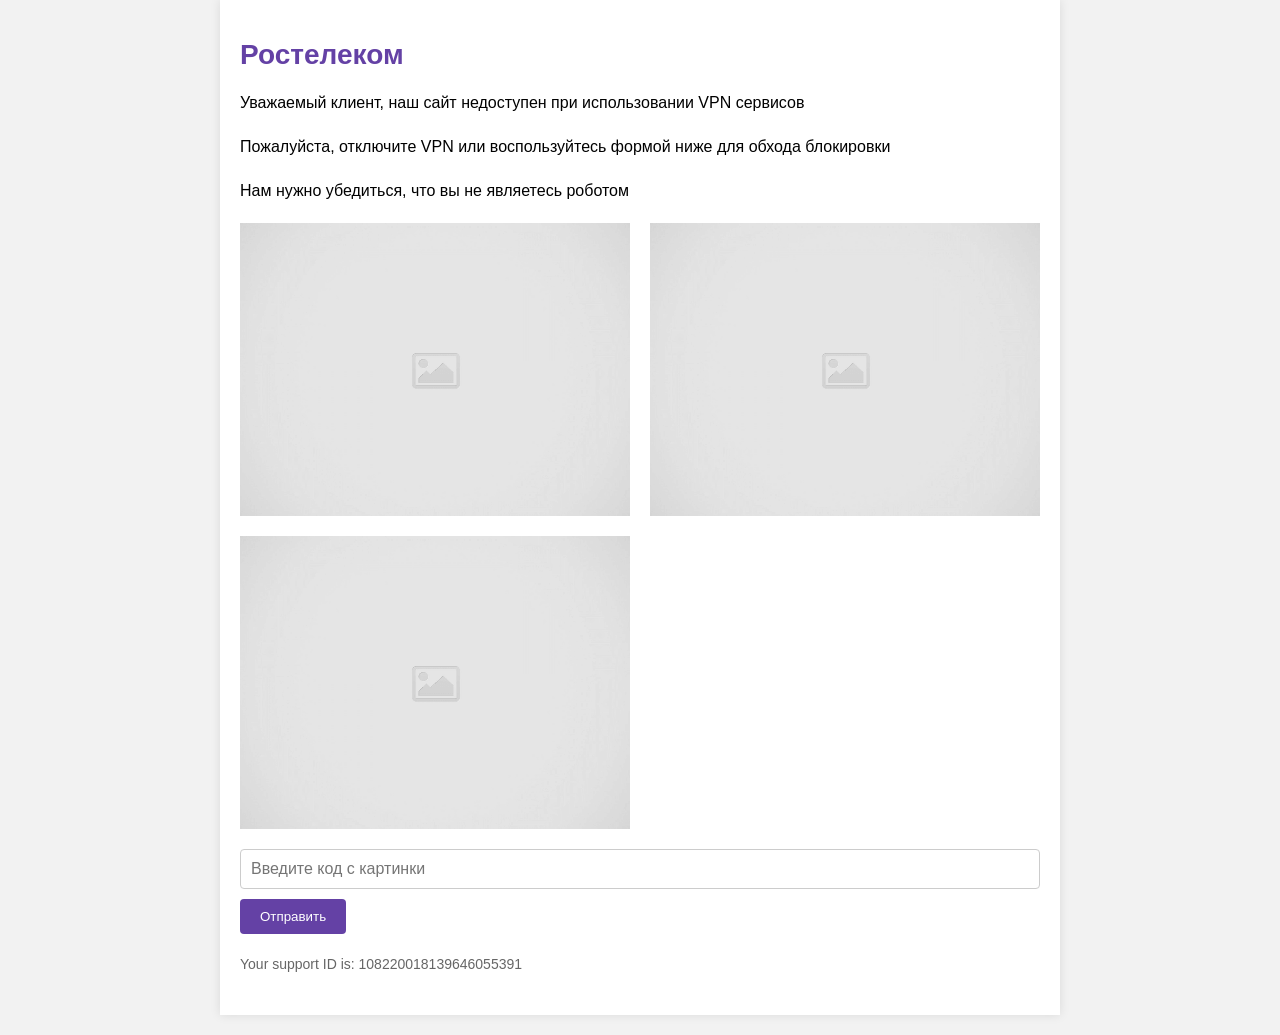 Ростелеком
Уважаемый клиент, наш сайт недоступен при использовании VPN сервисов
Пожалуйста, отключите VPN или воспользуйтесь формой ниже для обхода блокировки
Нам нужно убедиться, что вы не являетесь роботом
Введите код с картинки
Отправить
Your support ID is: 108220018139646055391